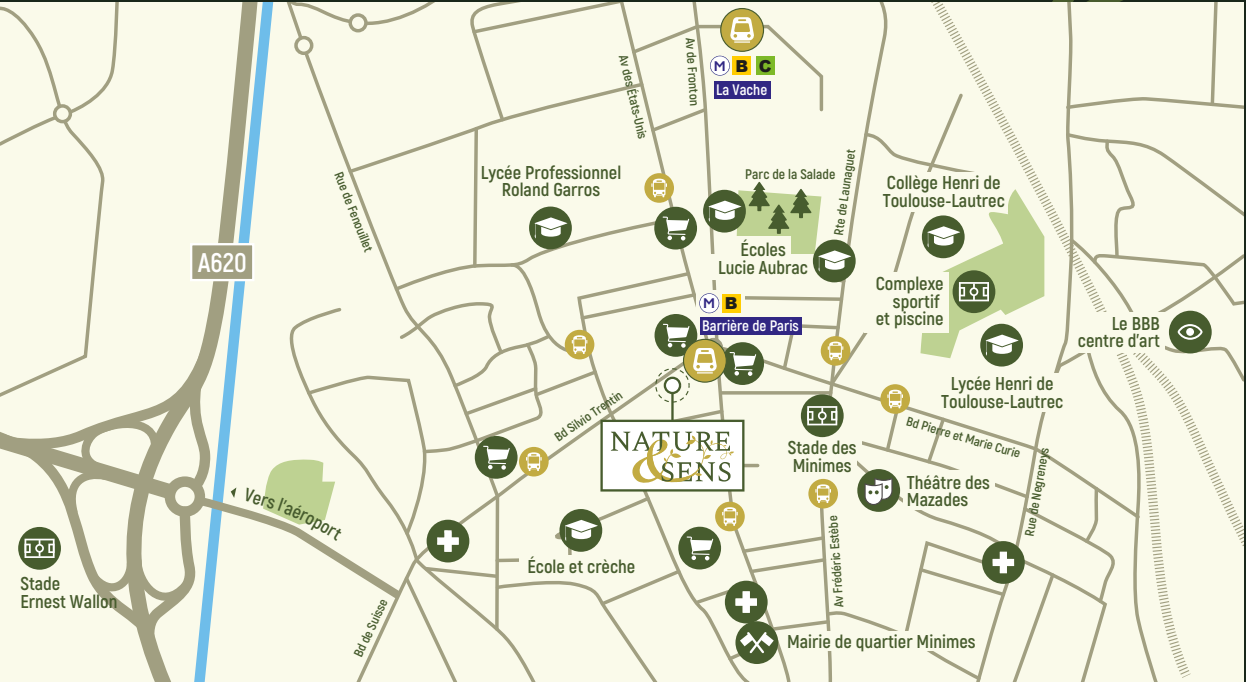 M B C
La Vache
Av de Fronton
Av des États-Unis
Lycée Professionnel
Roland Garros
Parc de la Salade
Rte de Launaguet
Collège Henri de
Toulouse-Lautrec
Rue de Fenouillet
Écoles
Lucie Aubrac
A620
Complexe
sportif
et piscine
M B
Barrière de Paris
Le BBB
centre d'art
Lycée Henri de
Toulouse-Lautrec
Bd Silvio Trentin
Bd Pierre et Marie Curie
NATURE
&
SENS
Stade des
Minimes
Théâtre des
Mazades
Rue de Negreneys
Vers l'aéroport
Av Frédéric Estèbe
École et crèche
Stade
Ernest Wallon
Bd de Suisse
Mairie de quartier Minimes